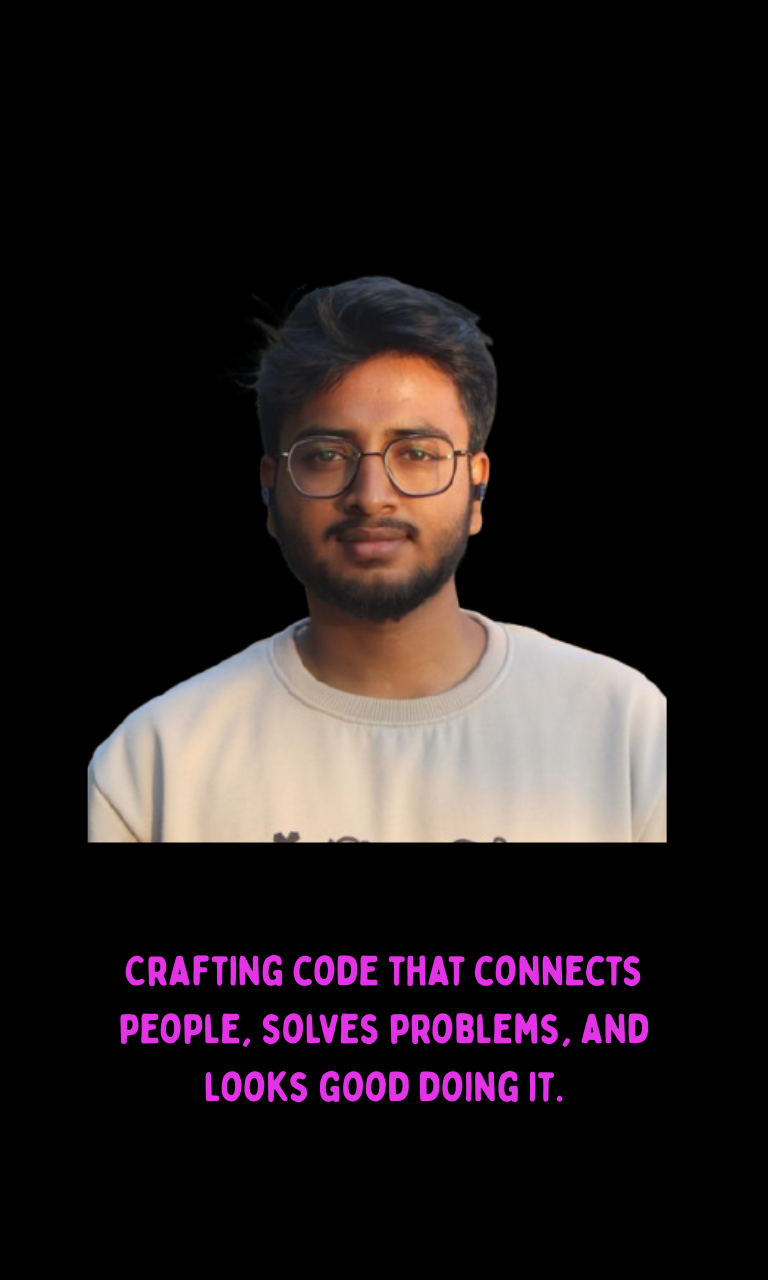 CRAFTING CODE THAT CONNECTS
PEOPLE, SOLVES PROBLEMS, AND
LOOKS GOOD DOING IT.